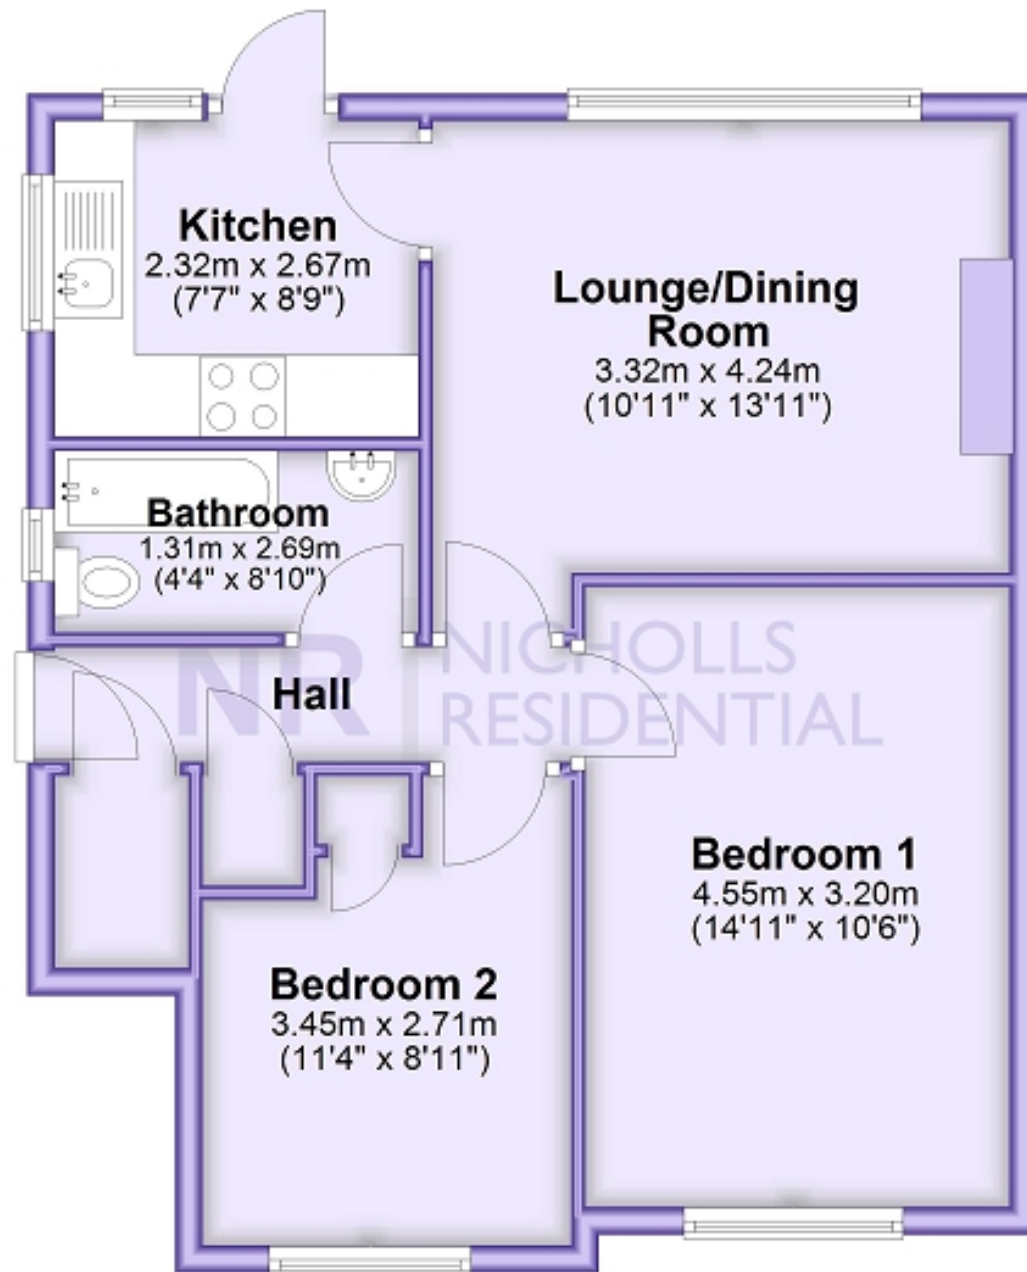 Kitchen
2.32m x 2.67m
(7'7" x 8'9")
Lounge/Dining
Room
3.32m x 4.24m
(10'11" x 13'11")
Bathroom
1.31m x 2.69m
(4'4" x 8'10")
Hall
NR
NICHOLLS
RESIDENTIAL
Bedroom 1
4.55m x 3.20m
(14'11" x 10'6")
Bedroom 2
3.45m x 2.71m
(11'4" x 8'11")